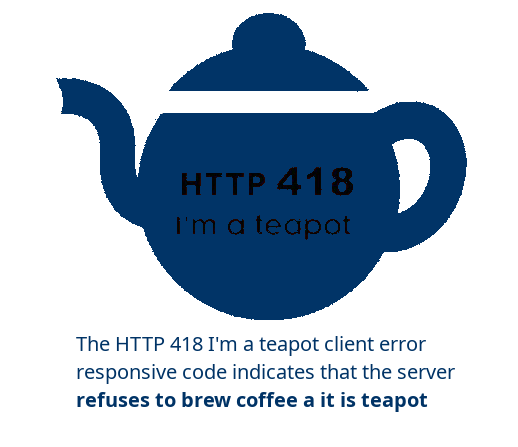 HTTP 418
I'm a teapot
The HTTP 418 I'm a teapot client error
responsive code indicates that the server
refuses to brew coffee a it is teapot